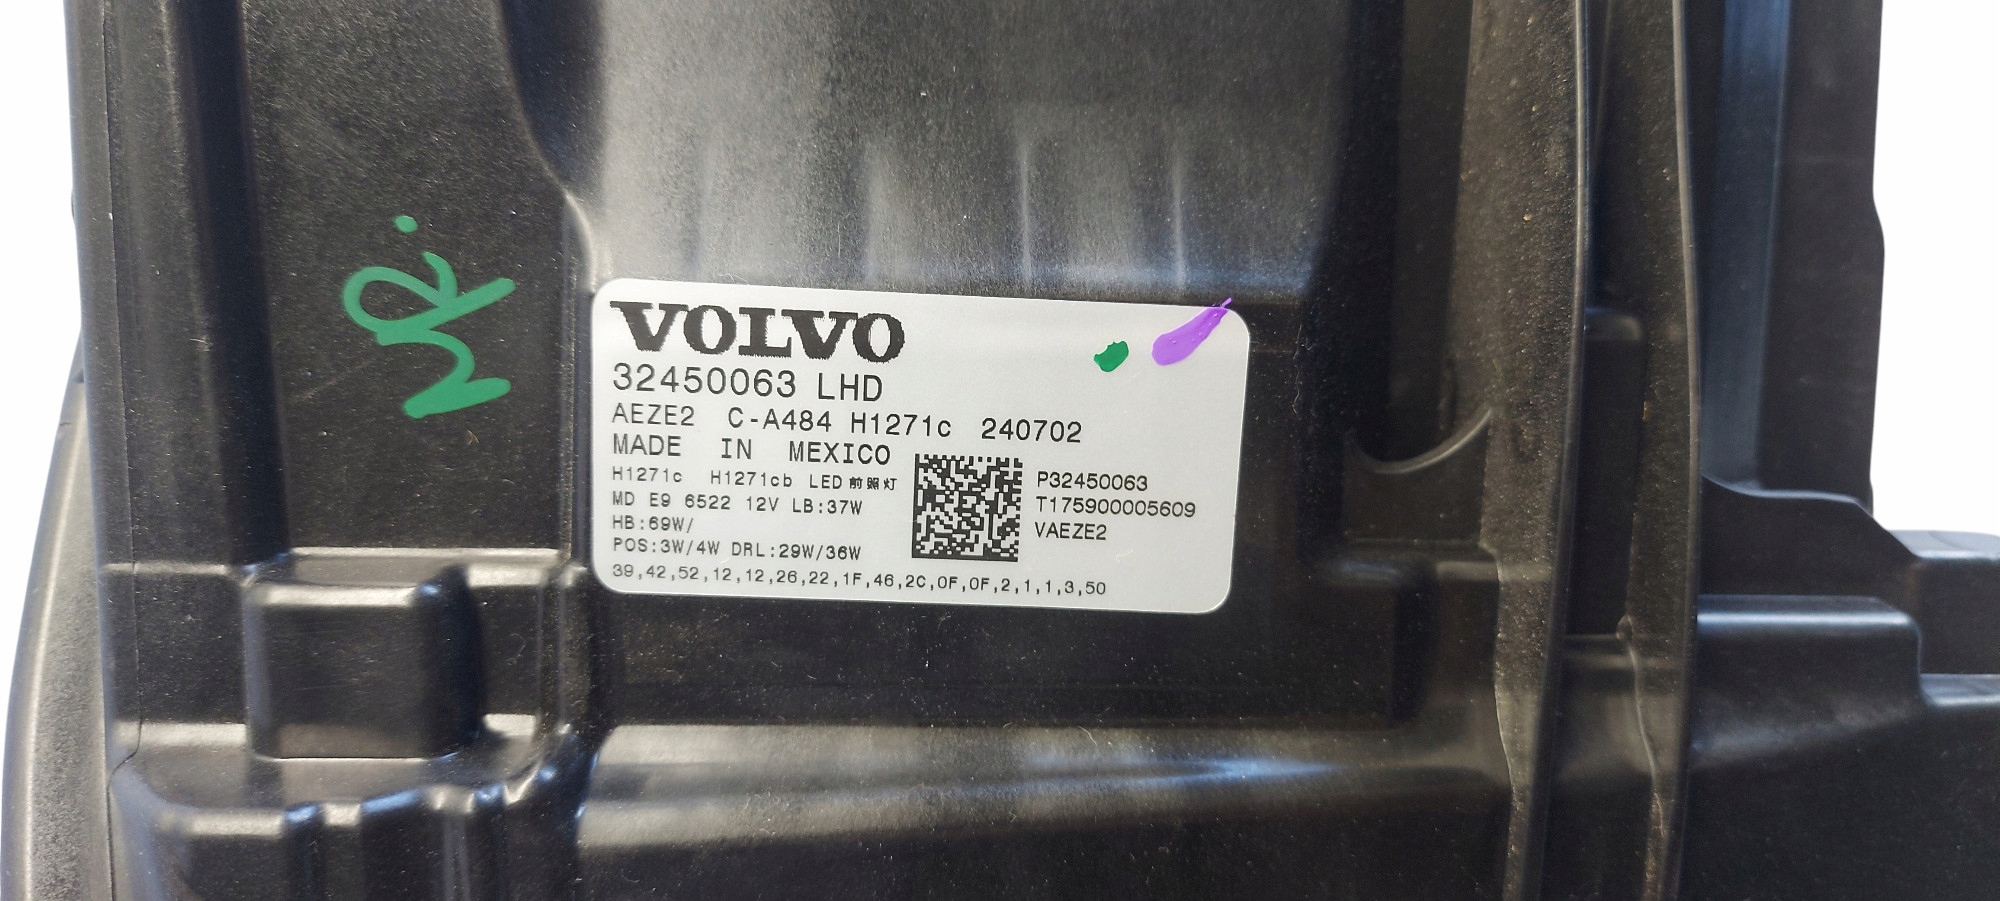 VOLVO
32450063 LHD
AEZE2 C-A484 H1271c 240702
MADE IN MEXICO
H1271c H1271cb LED 前照灯
MD E9 6522 12V LB:37W
HB:69W/
POS:3W/4W DRL:29W/36W
39,42,52,12,12,26,22,1F,46,2C,0F,0F,2,1,1,3,50
P32450063
T175900005609
VAEZE2